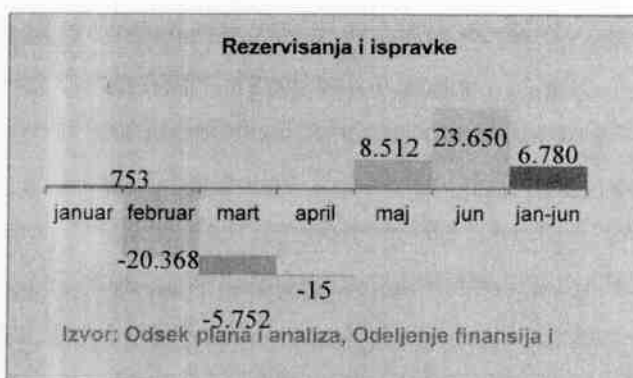 Rezervisanja i ispravke
8.512 23.650 6.780
753
januar februar mart april maj jun jan-jun
-20.368
-15
-5.752
Izvor: Odsek plana i analiza, Odeljenje finansija i